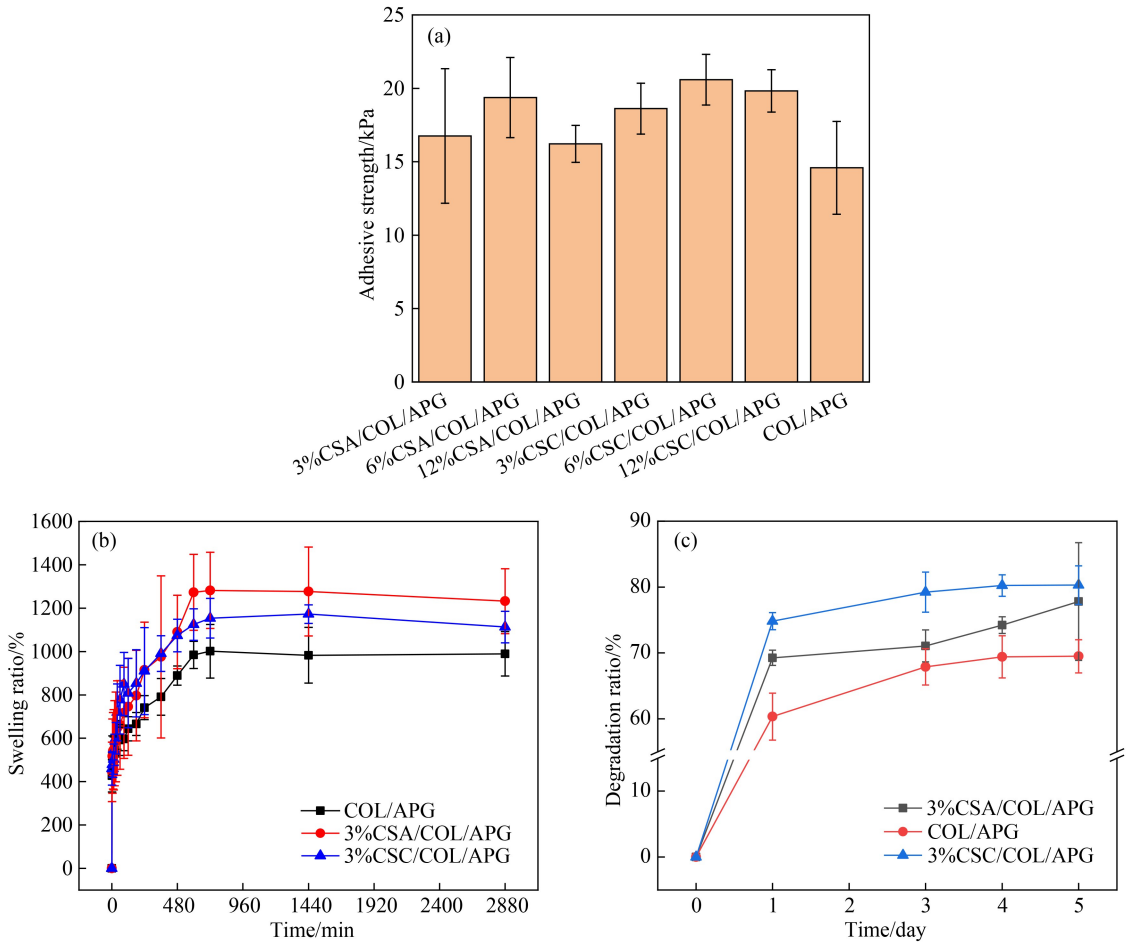 (a)
Adhesive strength/kPa
25
20
15
10
5
0
3%CSA/COL/APG
6%CSA/COL/APG
12%CSA/COL/APG
3%CSC/COL/APG
6%CSC/COL/APG
12%CSC/COL/APG
COL/APG
(b)
Swelling ratio/%
1600
1400
1200
1000
800
600
400
200
0
COL/APG
3%CSA/COL/APG
3%CSC/COL/APG
0 480 960 1440 1920 2400 2880
Time/min
(c)
Degradation ratio/%
90
80
70
60
10
0
3%CSA/COL/APG
COL/APG
3%CSC/COL/APG
0 1 2 3 4 5
Time/day